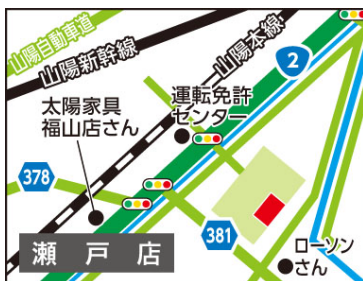 山陽自動車道
山陽新幹線
山陽本線
2
太陽家具
福山店さん
運転免許
センター
378
381
瀬戸店
ローソン
さん